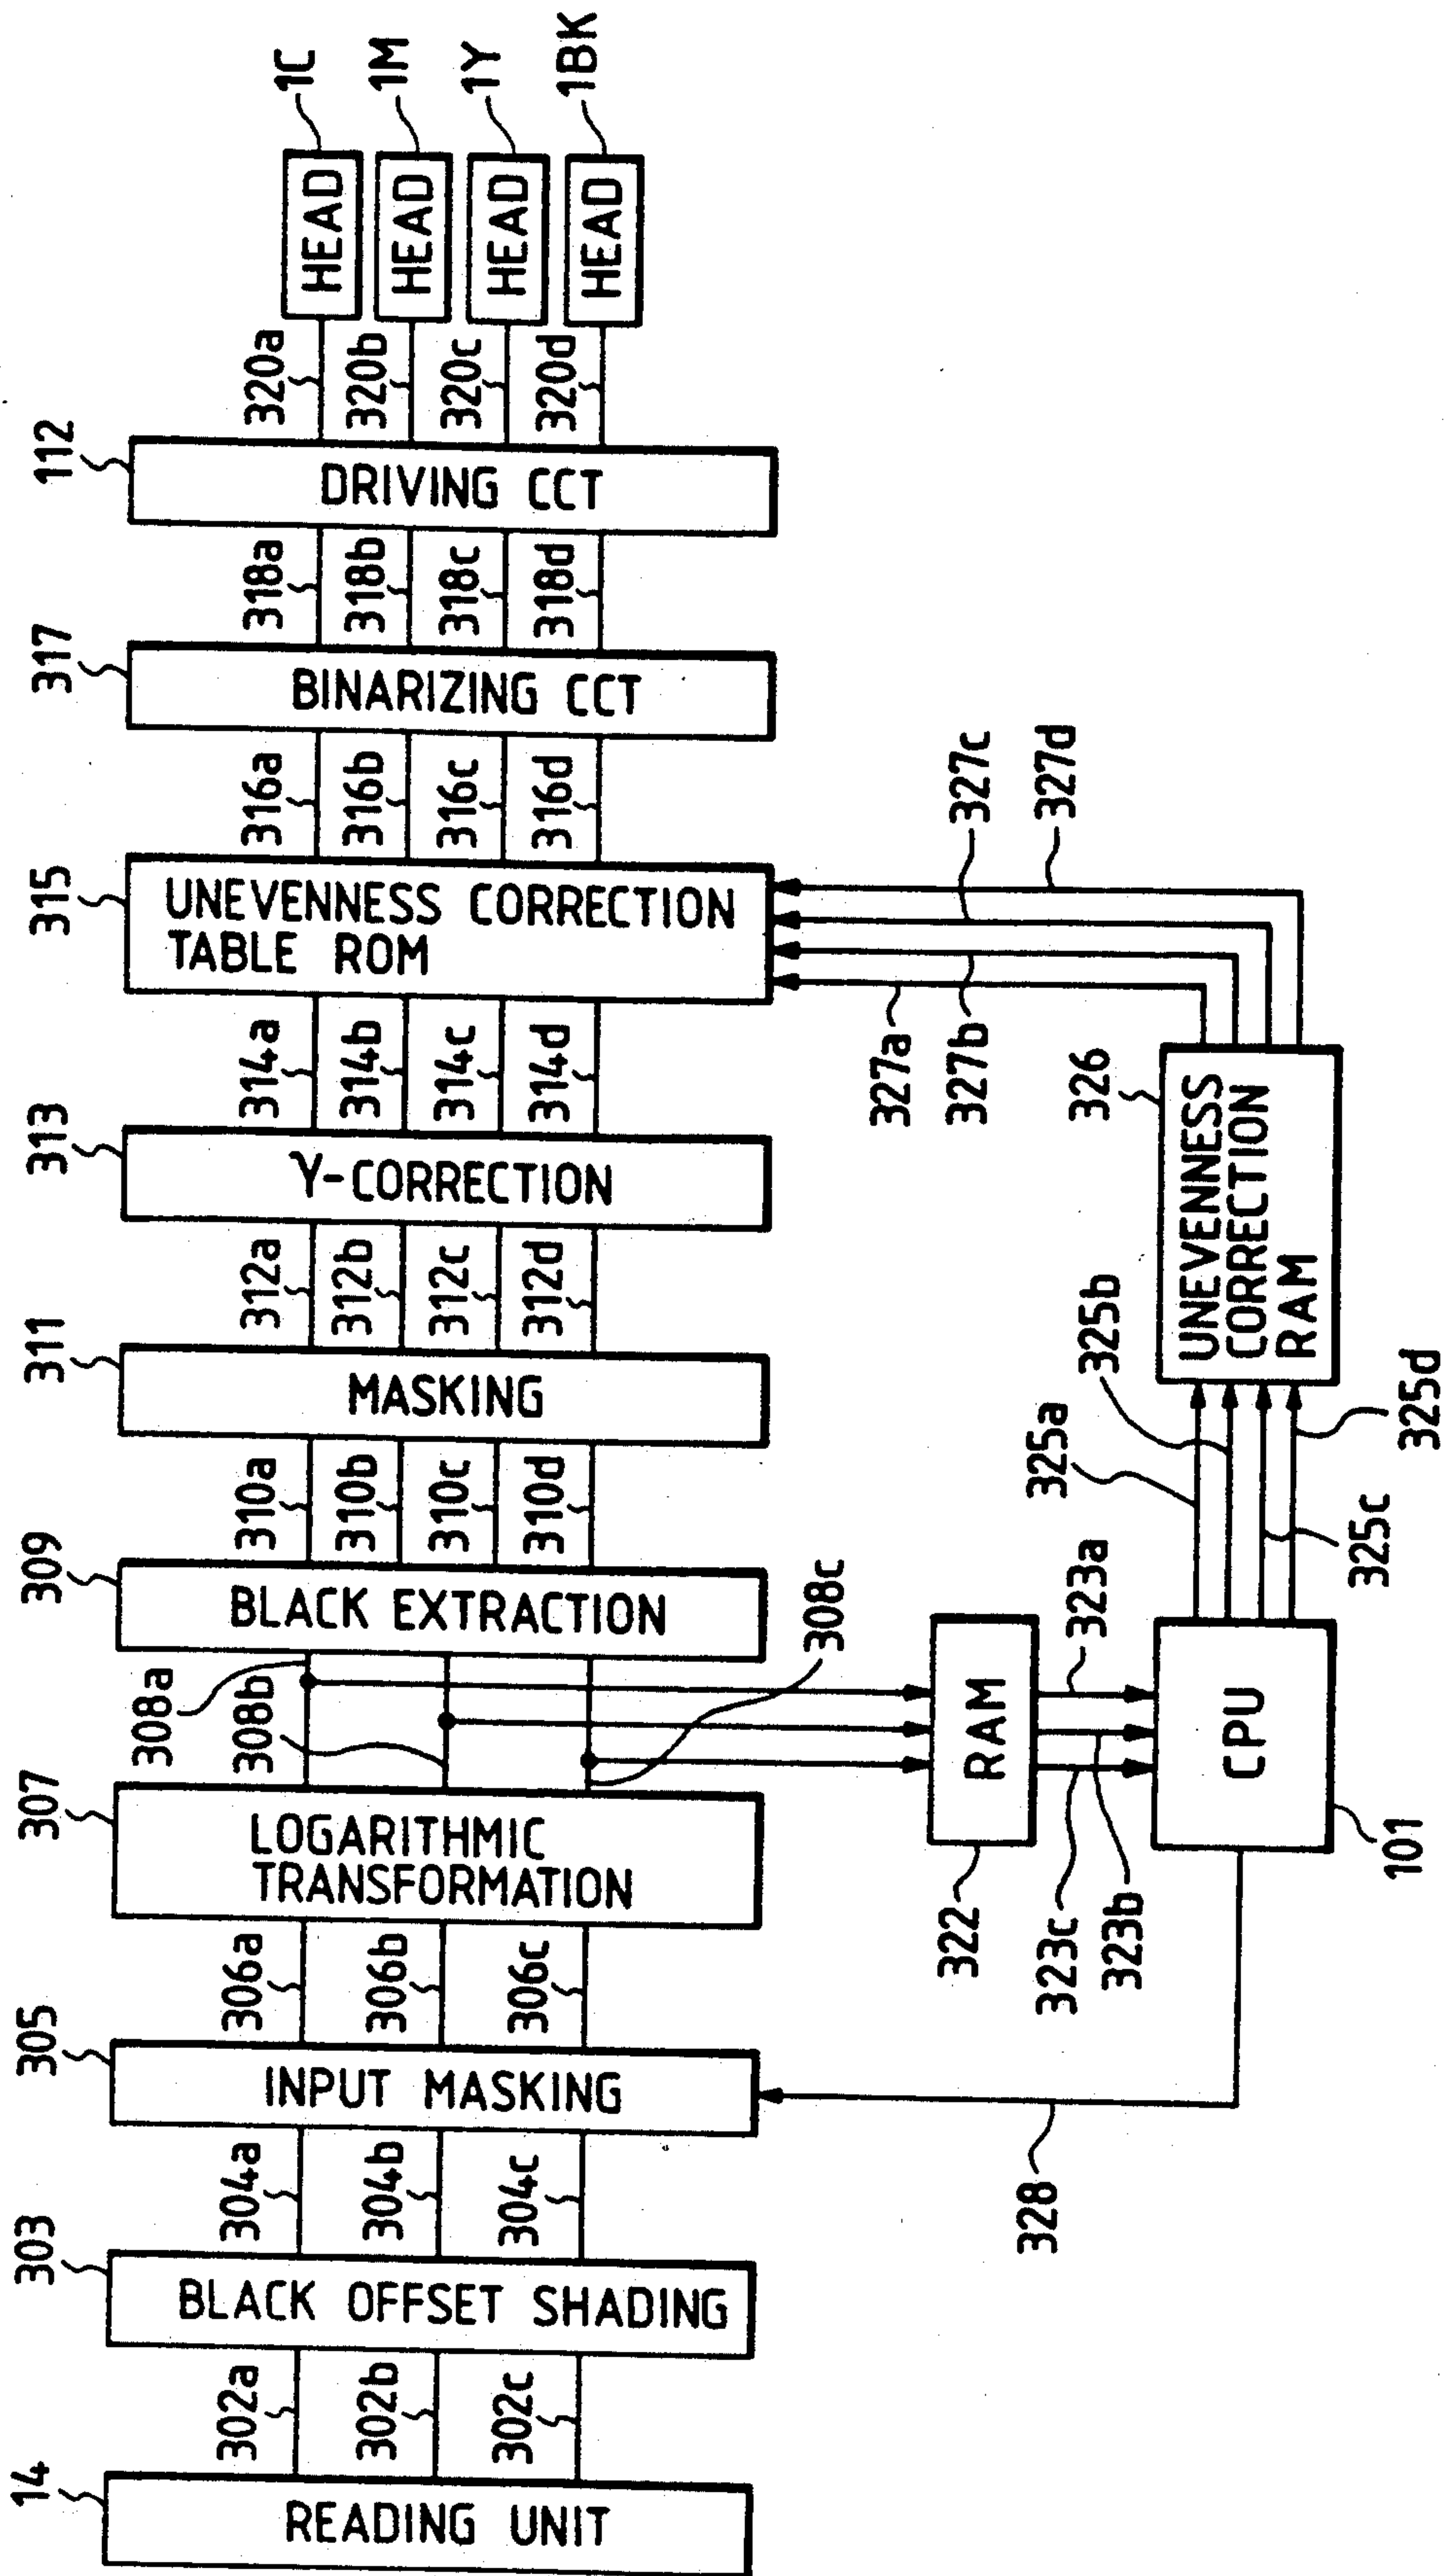 14
READING UNIT
302a
302b
302c
303
BLACK OFFSET SHADING
304a
304b
304c
305
INPUT MASKING
306a
306b
306c
307
LOGARITHMIC
TRANSFORMATION
308a
308b
308c
309
BLACK EXTRACTION
310a
310b
310c
310d
311
MASKING
312a
312b
312c
312d
313
γ-CORRECTION
314a
314b
314c
314d
315
UNEVENNESS CORRECTION
TABLE ROM
316a
316b
316c
316d
317
BINARIZING CCT
318a
318b
318c
318d
112
DRIVING CCT
320a
320b
320c
320d
HEAD
1C
HEAD
1M
HEAD
1Y
HEAD
1BK
328
322
RAM
323c
323b
323a
CPU
101
325a
325b
325c
325d
326
UNEVENNESS
CORRECTION
RAM
327a
327b
327c
327d